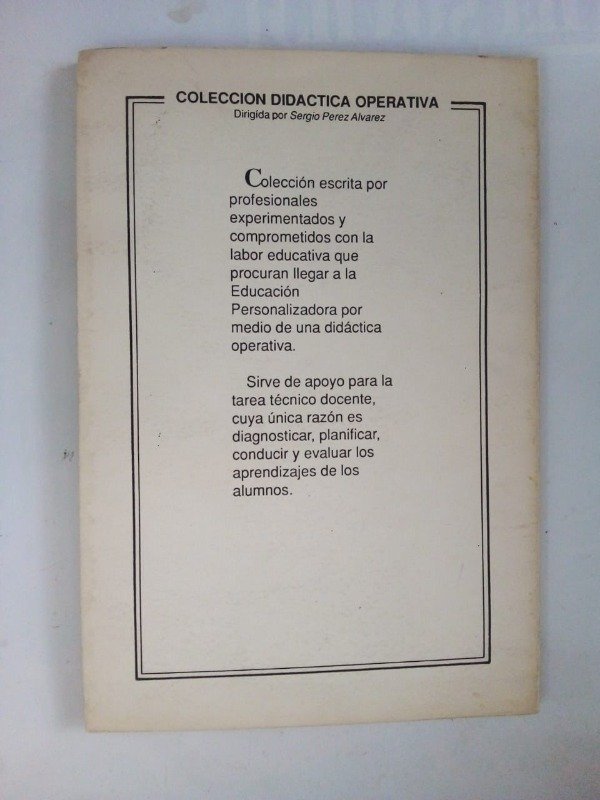 COLECCION DIDACTICA OPERATIVA
Dirigida por Sergio Perez Alvarez
Colección escrita por
profesionales
experimentados y
comprometidos con la
labor educativa que
procuran llegar a la
Educación
Personalizadora por
medio de una didáctica
operativa.
Sirve de apoyo para la
tarea técnico docente,
cuya única razón es
diagnosticar, planificar,
conducir y evaluar los
aprendizajes de los
alumnos.